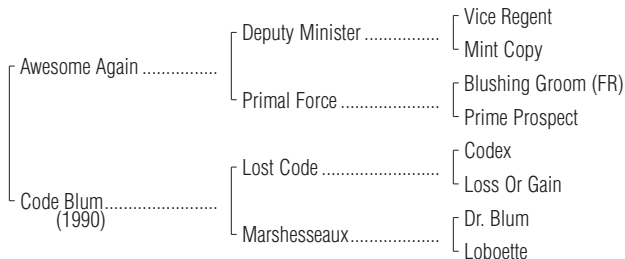 Vice Regent
Deputy Minister ................
Mint Copy
Awesome Again ................
Blushing Groom (FR)
Primal Force .....................
Prime Prospect
Codex
Lost Code .........................
Loss Or Gain
Code Blum........................
(1990)
Dr. Blum
Marshesseaux...................
Loboette